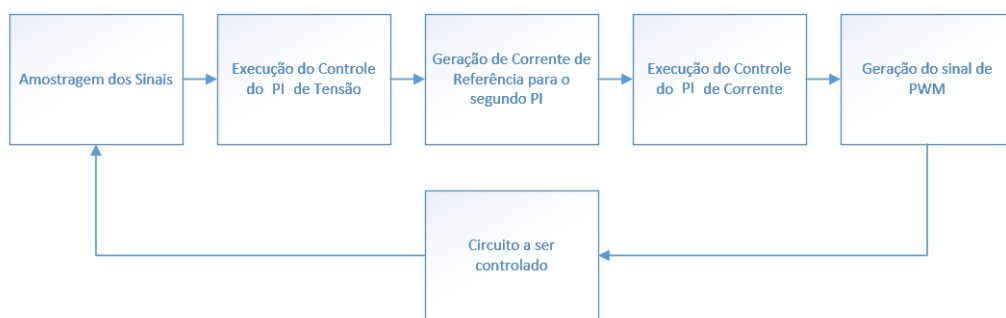 Amostragem dos Sinais
Execução do Controle
do PI de Tensão
Geração de Corrente de
Referência para o
segundo PI
Execução do Controle
do PI de Corrente
Geração do sinal de
PWM
Circuito a ser
controlado